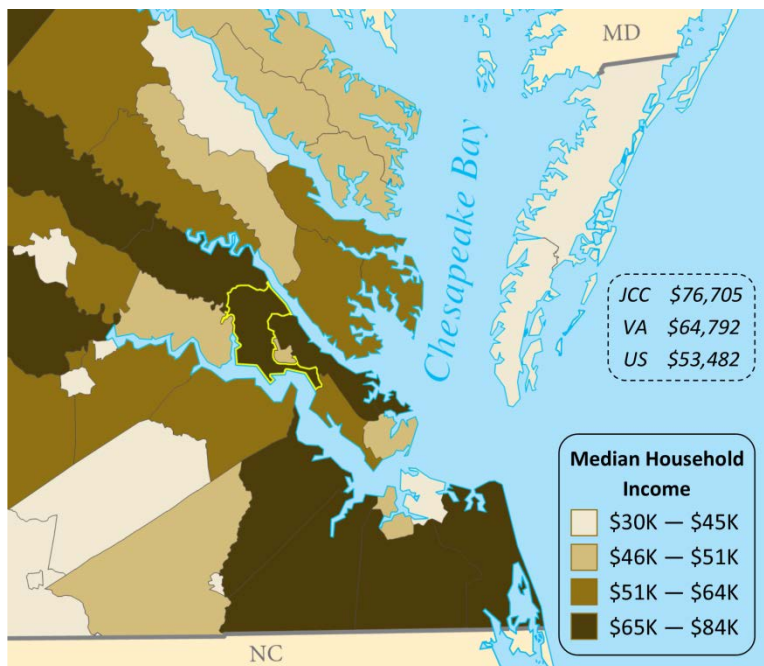 MD
Chesapeake Bay
JCC $76,705
VA $64,792
US $53,482
Median Household
Income
$30K — $45K
$46K — $51K
$51K — $64K
$65K — $84K
NC